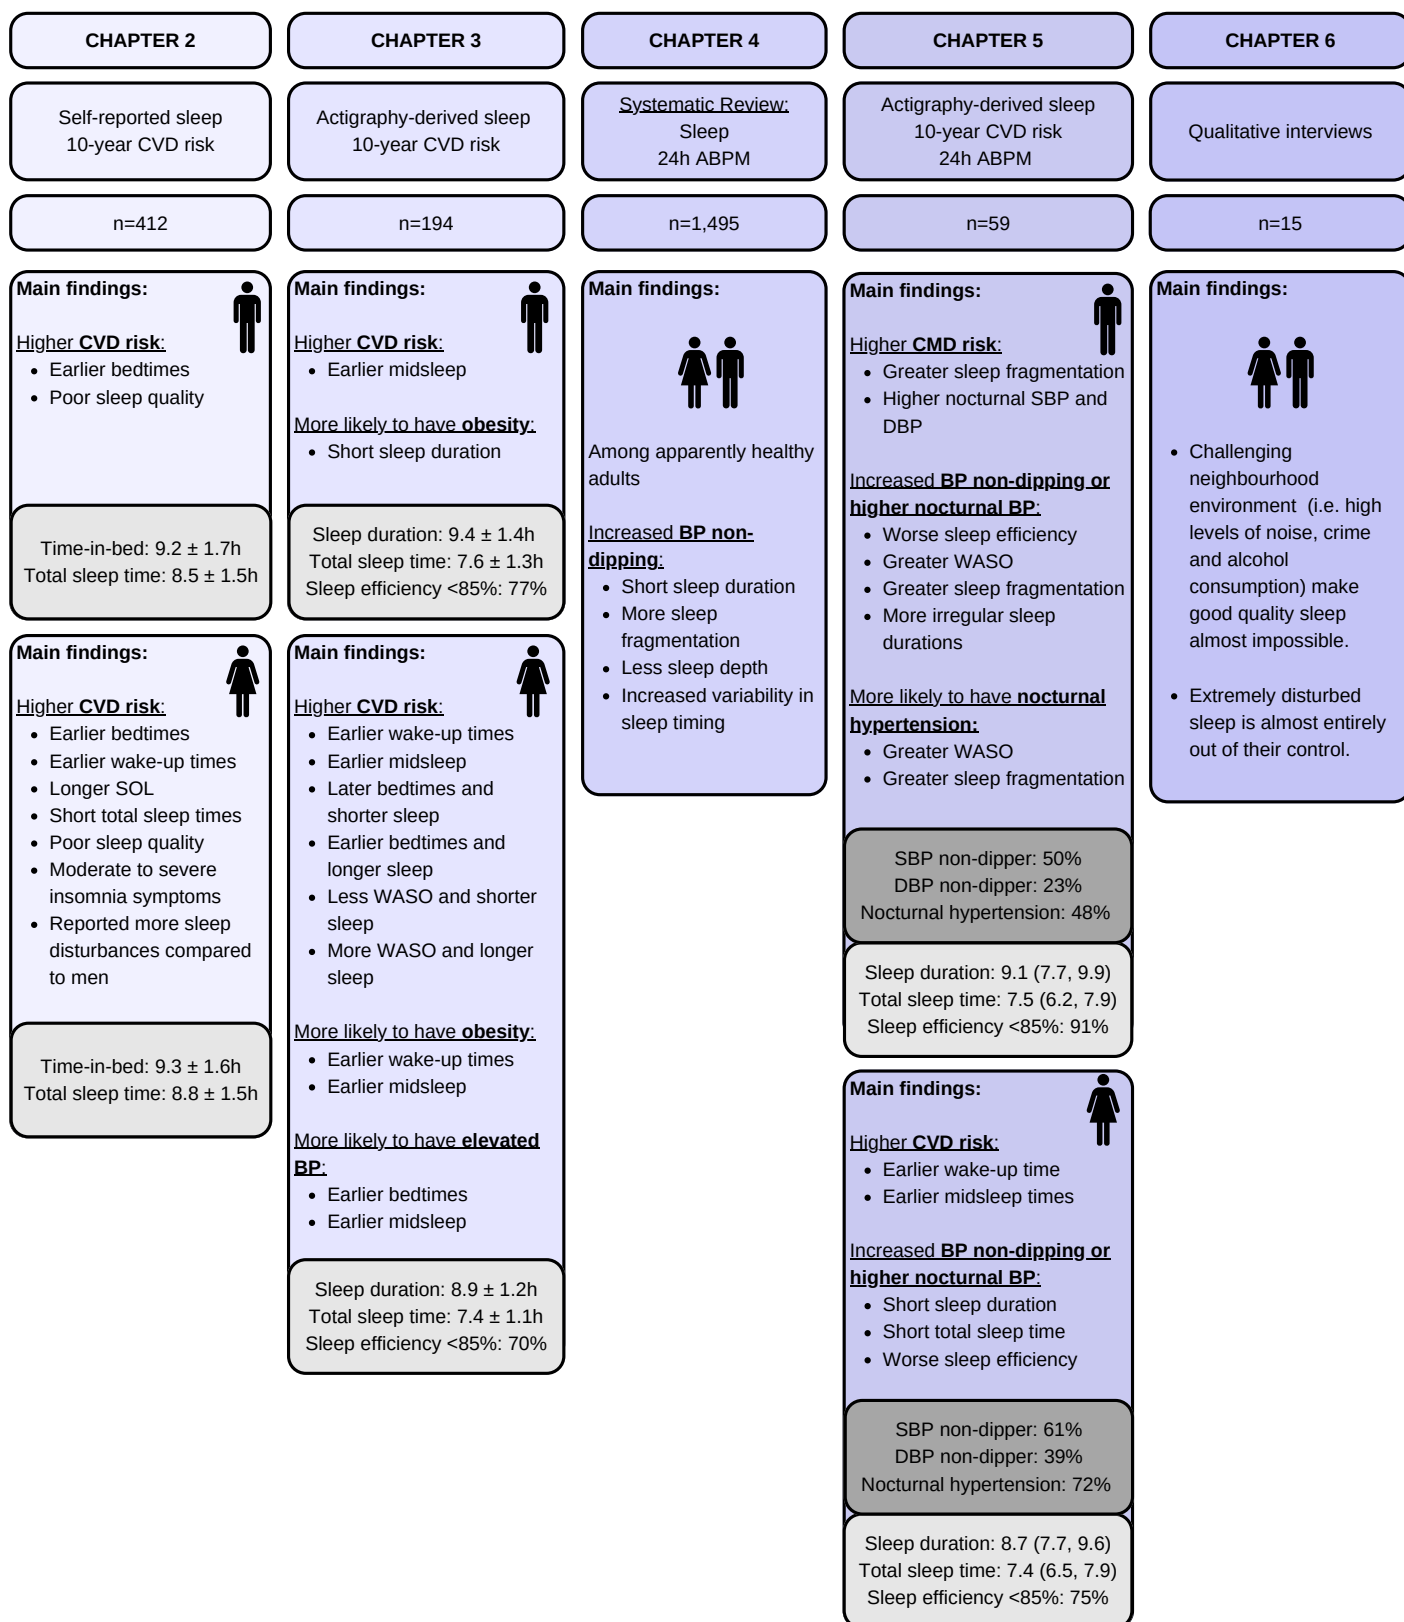 CHAPTER 2
Self-reported sleep
10-year CVD risk
n=412
Main findings:
Higher CVD risk:
• Earlier bedtimes
• Poor sleep quality
Time-in-bed: 9.2 ± 1.7h
Total sleep time: 8.5 ± 1.5h
Main findings:
Higher CVD risk:
• Earlier bedtimes
• Earlier wake-up times
• Longer SOL
• Short total sleep times
• Poor sleep quality
• Moderate to severe
insomnia symptoms
• Reported more sleep
disturbances compared
to men
Time-in-bed: 9.3 ± 1.6h
Total sleep time: 8.8 ± 1.5h
CHAPTER 3
Actigraphy-derived sleep
10-year CVD risk
n=194
Main findings:
Higher CVD risk:
• Earlier midsleep
More likely to have obesity:
• Short sleep duration
Sleep duration: 9.4 ± 1.4h
Total sleep time: 7.6 ± 1.3h
Sleep efficiency <85%: 77%
Main findings:
Higher CVD risk:
• Earlier wake-up times
• Earlier midsleep
• Later bedtimes and
shorter sleep
• Earlier bedtimes and
longer sleep
• Less WASO and shorter
sleep
• More WASO and longer
sleep
More likely to have obesity:
• Earlier wake-up times
• Earlier midsleep
More likely to have elevated
BP:
• Earlier bedtimes
• Earlier midsleep
Sleep duration: 8.9 ± 1.2h
Total sleep time: 7.4 ± 1.1h
Sleep efficiency <85%: 70%
CHAPTER 4
Systematic Review:
Sleep
24h ABPM
n=1,495
Main findings:
Among apparently healthy
adults
Increased BP non-
dipping:
• Short sleep duration
• More sleep
fragmentation
• Less sleep depth
• Increased variability in
sleep timing
CHAPTER 5
Actigraphy-derived sleep
10-year CVD risk
24h ABPM
n=59
Main findings:
Higher CMD risk:
• Greater sleep fragmentation
• Higher nocturnal SBP and
DBP
Increased BP non-dipping or
higher nocturnal BP:
• Worse sleep efficiency
• Greater WASO
• Greater sleep fragmentation
• More irregular sleep
durations
More likely to have nocturnal
hypertension:
• Greater WASO
• Greater sleep fragmentation
SBP non-dipper: 50%
DBP non-dipper: 23%
Nocturnal hypertension: 48%
Sleep duration: 9.1 (7.7, 9.9)
Total sleep time: 7.5 (6.2, 7.9)
Sleep efficiency <85%: 91%
Main findings:
Higher CVD risk:
• Earlier wake-up time
• Earlier midsleep times
Increased BP non-dipping or
higher nocturnal BP:
• Short sleep duration
• Short total sleep time
• Worse sleep efficiency
SBP non-dipper: 61%
DBP non-dipper: 39%
Nocturnal hypertension: 72%
Sleep duration: 8.7 (7.7, 9.6)
Total sleep time: 7.4 (6.5, 7.9)
Sleep efficiency <85%: 75%
CHAPTER 6
Qualitative interviews
n=15
Main findings:
• Challenging
neighbourhood
environment (i.e. high
levels of noise, crime
and alcohol
consumption) make
good quality sleep
almost impossible.
• Extremely disturbed
sleep is almost entirely
out of their control.